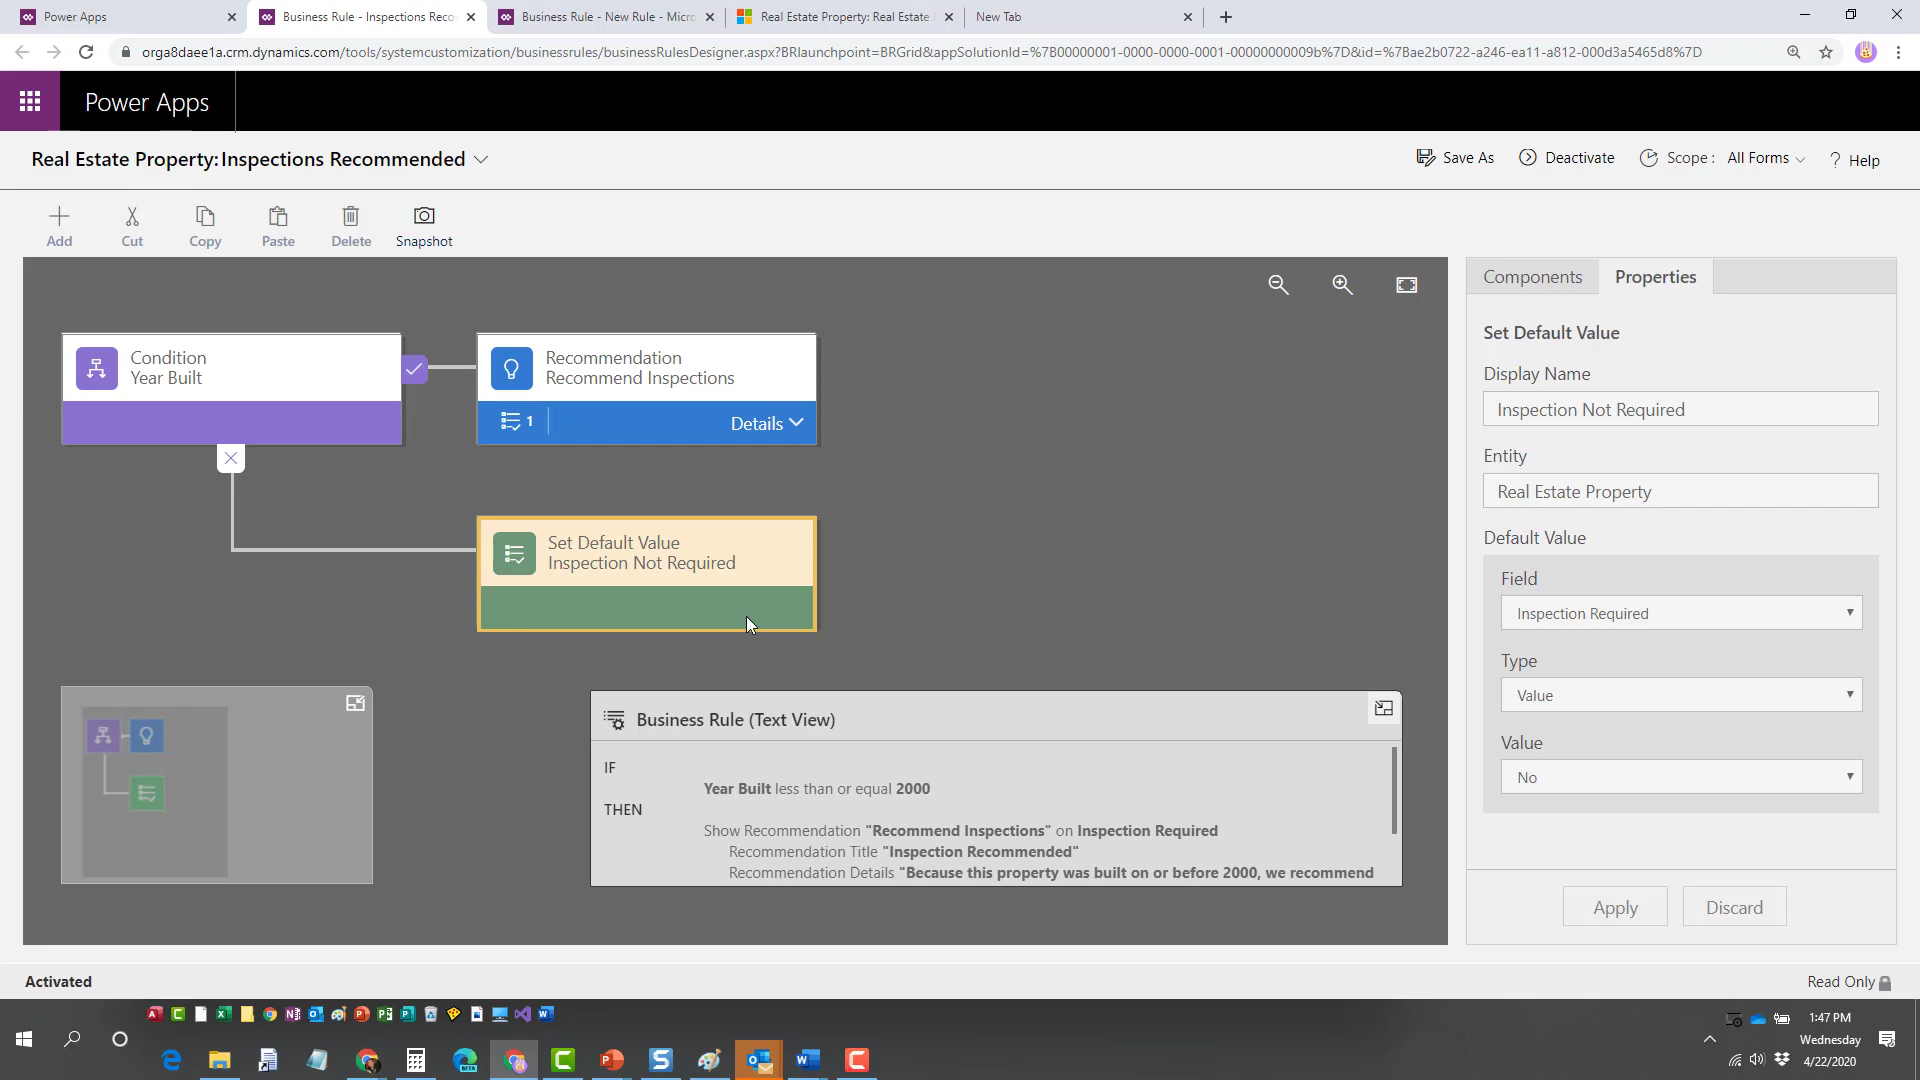 Power Apps
Business Rule - Inspections Recor
Business Rule - New Rule - Micro
Real Estate Property: Real Estate
New Tab
orga8daee1a.crm.dynamics.com/tools/systemcustomization/businessrules/businessRulesDesigner.aspx?BRlaunchpoint=BRGrid&appSolutionId=%7B00000001-0000-0000-0001-00000000009b%7D&id=%7Bae2b0722-a246-ea11-a812-000d3a5465d8%7D
Power Apps
Real Estate Property:Inspections Recommended
Save As
Deactivate
Scope :
All Forms
? Help
Add
Cut
Copy
Paste
Delete
Snapshot
Components
Properties
Condition
Year Built
Recommendation
Recommend Inspections
1
Details
Set Default Value
Inspection Not Required
Set Default Value
Display Name
Inspection Not Required
Entity
Real Estate Property
Default Value
Field
Inspection Required
Type
Value
Value
No
Apply
Discard
Business Rule (Text View)
IF
Year Built less than or equal 2000
THEN
Show Recommendation "Recommend Inspections" on Inspection Required
Recommendation Title "Inspection Recommended"
Recommendation Details "Because this property was built on or before 2000, we recommend
Activated
Read Only
1:47 PM
Wednesday
4/22/2020